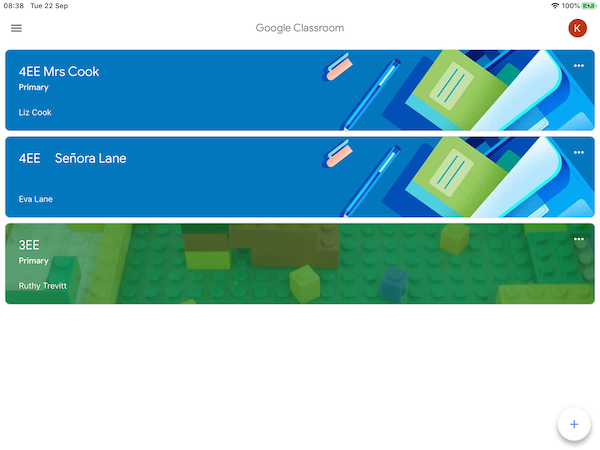 08:38 Tue 22 Sep 100%
Google Classroom
K
4EE Mrs Cook
Primary
Liz Cook
4EE Señora Lane
Eva Lane
3EE
Primary
Ruthy Trevitt